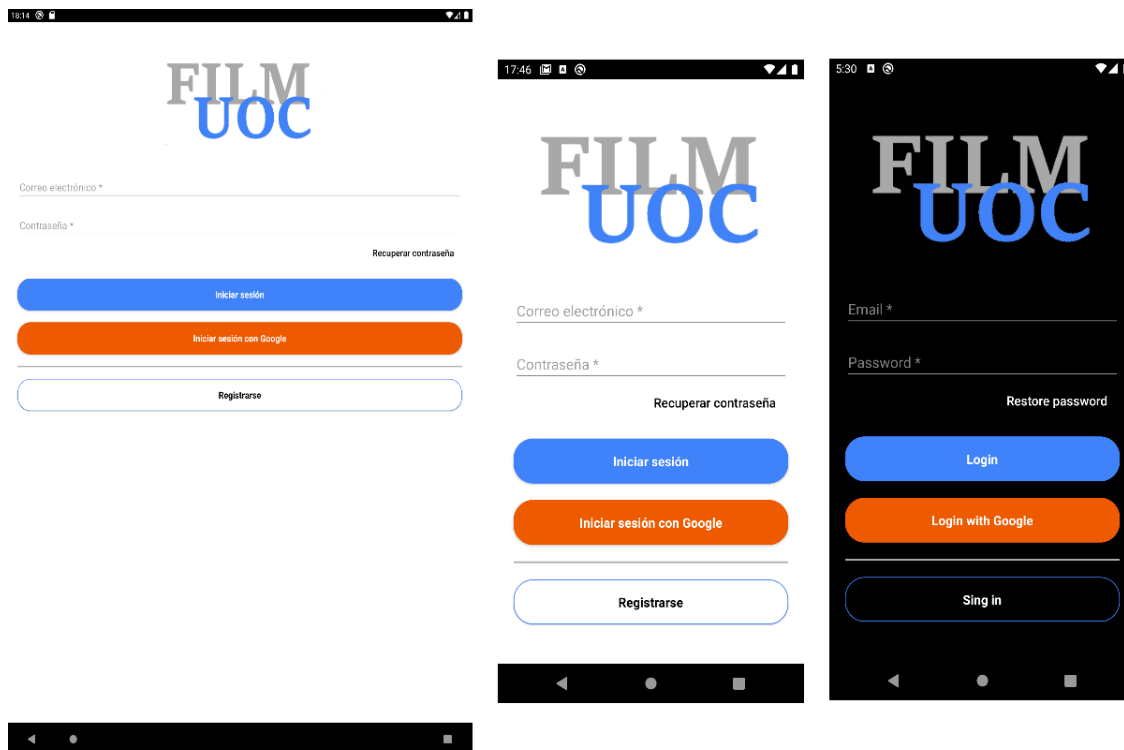 18:14
FILM
UOC
Correo electrónico *
Contraseña *
Recuperar contraseña
Iniciar sesión
Iniciar sesión con Google
Registrarse
17:46
FILM
UOC
Correo electrónico *
Contraseña *
Recuperar contraseña
Iniciar sesión
Iniciar sesión con Google
Registrarse
5:30
FILM
UOC
Email *
Password *
Restore password
Login
Login with Google
Sing in